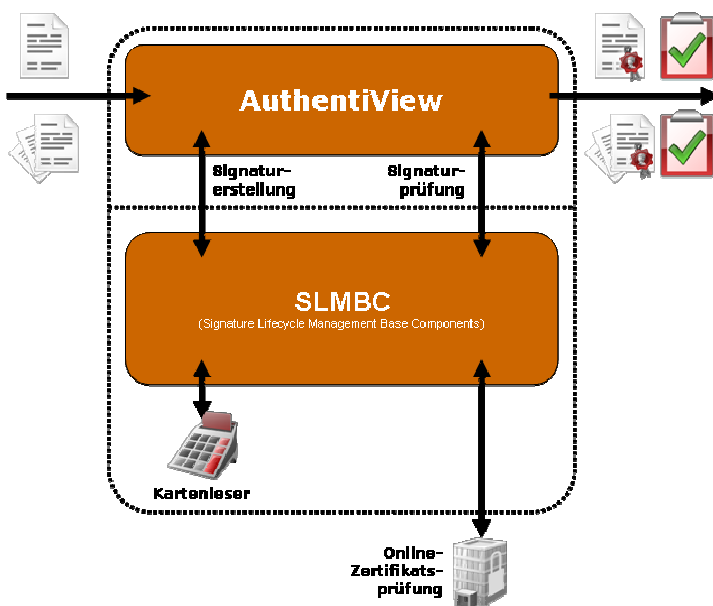 AuthentiView
Signatur-
erstellung
Signatur-
prüfung
SLMBC
(Signature Lifecycle Management Base Components)
Kartenleser
Online-
Zertifikats-
prüfung